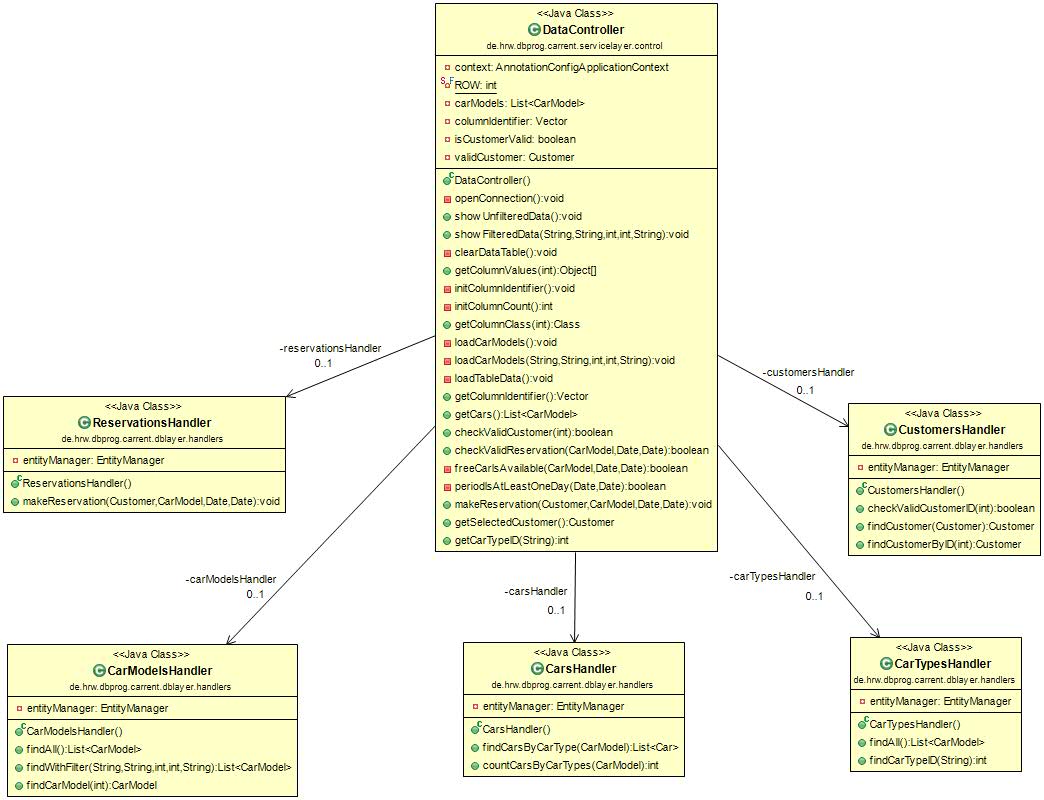 <<Java Class>>
DataController
de.hrw.dbprog.carrent.servicelayer.control
context: AnnotationConfigApplicationContext
ROW: int
carModels: List<CarModel>
columnIdentifier: Vector
isCustomerValid: boolean
validCustomer: Customer
DataController()
openConnection():void
showUnfilteredData():void
showFilteredData(String,String,int,int,String):void
clearDataTable():void
getColumnValues(int):Object[]
initColumnIdentifier():void
initColumnCount():int
getColumnClass(int):Class
loadCarModels():void
loadCarModels(String,String,int,int,String):void
loadTableData():void
getColumnIdentifier():Vector
getCars():List<CarModel>
checkValidCustomer(int):boolean
checkValidReservation(CarModel,Date,Date):boolean
freeCarIsAvailable(CarModel,Date,Date):boolean
periodIsAtLeastOneDay(Date,Date):boolean
makeReservation(Customer,CarModel,Date,Date):void
getSelectedCustomer():Customer
getCarTypeID(String):int
-reservationsHandler
0..1
-customersHandler
0..1
<<Java Class>>
ReservationsHandler
de.hrw.dbprog.carrent.dblayer.handlers
entityManager: EntityManager
ReservationsHandler()
makeReservation(Customer,CarModel,Date,Date):void
<<Java Class>>
CustomersHandler
de.hrw.dbprog.carrent.dblayer.handlers
entityManager: EntityManager
CustomersHandler()
checkValidCustomerID(int):boolean
findCustomer(Customer):Customer
findCustomerByID(int):Customer
-carModelsHandler
0..1
-carsHandler
0..1
-carTypesHandler
0..1
<<Java Class>>
CarModelsHandler
de.hrw.dbprog.carrent.dblayer.handlers
entityManager: EntityManager
CarModelsHandler()
findAll():List<CarModel>
findWithFilter(String,String,int,int,String):List<CarModel>
findCarModel(int):CarModel
<<Java Class>>
CarsHandler
de.hrw.dbprog.carrent.dblayer.handlers
entityManager: EntityManager
CarsHandler()
findCarsByCarType(CarModel):List<Car>
countCarsByCarTypes(CarModel):int
<<Java Class>>
CarTypesHandler
de.hrw.dbprog.carrent.dblayer.handlers
entityManager: EntityManager
CarTypesHandler()
findAll():List<CarModel>
findCarTypeID(String):int